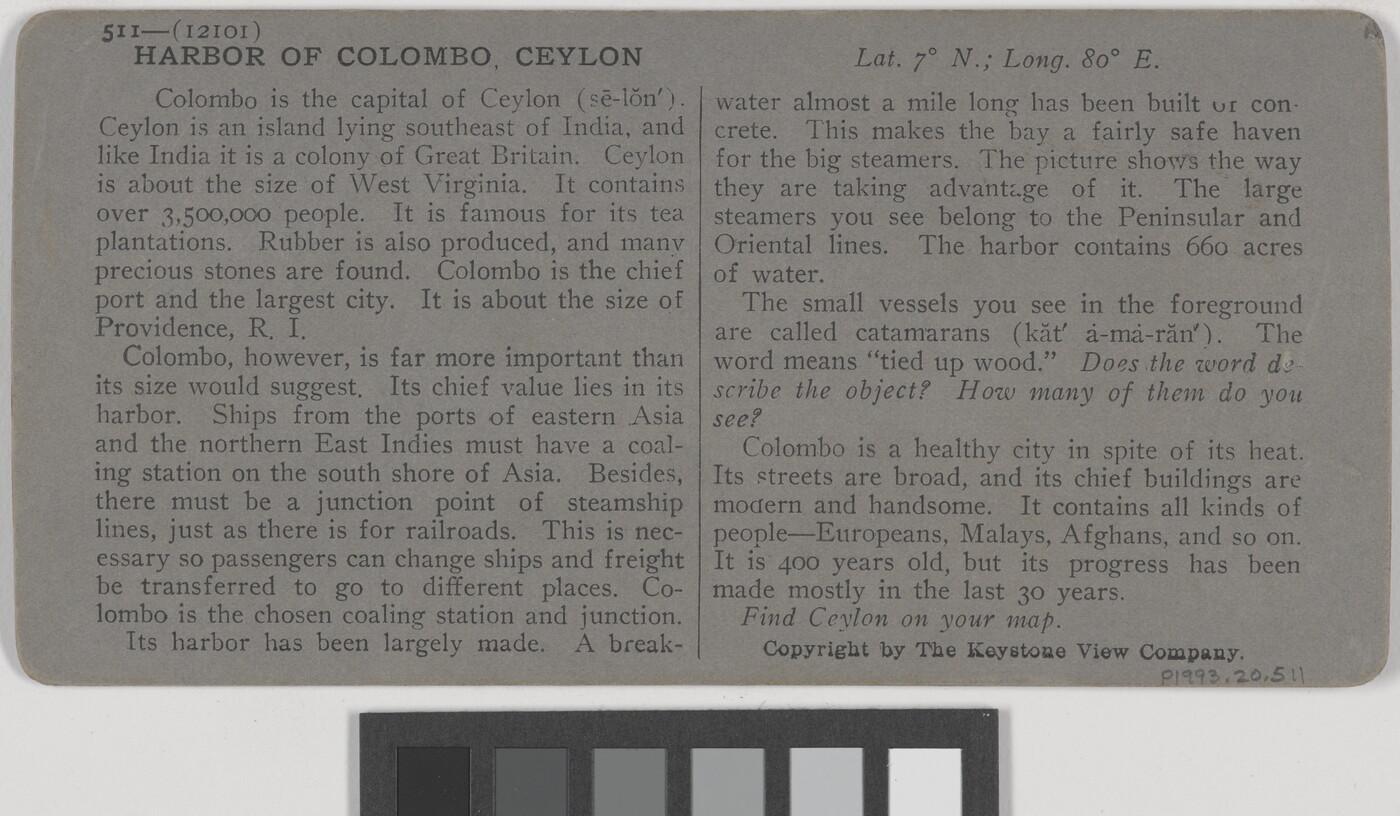 511—(12101)
HARBOR OF COLOMBO, CEYLON
Colombo is the capital of Ceylon (sē-lŏn′).
Ceylon is an island lying southeast of India, and
like India it is a colony of Great Britain. Ceylon
is about the size of West Virginia. It contains
over 3,500,000 people. It is famous for its tea
plantations. Rubber is also produced, and many
precious stones are found. Colombo is the chief
port and the largest city. It is about the size of
Providence, R. I.
Colombo, however, is far more important than
its size would suggest. Its chief value lies in its
harbor. Ships from the ports of eastern Asia
and the northern East Indies must have a coal-
ing station on the south shore of Asia. Besides,
there must be a junction point of steamship
lines, just as there is for railroads. This is nec-
essary so passengers can change ships and freight
be transferred to go to different places. Co-
lombo is the chosen coaling station and junction.
Its harbor has been largely made. A break-
Lat. 7° N.; Long. 80° E.
water almost a mile long has been built of con-
crete. This makes the bay a fairly safe haven
for the big steamers. The picture shows the way
they are taking advantage of it. The large
steamers you see belong to the Peninsular and
Oriental lines. The harbor contains 660 acres
of water.
The small vessels you see in the foreground
are called catamarans (kăt′ ȧ-mȧ-răn′). The
word means "tied up wood." Does the word de-
scribe the object? How many of them do you
see?
Colombo is a healthy city in spite of its heat.
Its streets are broad, and its chief buildings are
modern and handsome. It contains all kinds of
people—Europeans, Malays, Afghans, and so on.
It is 400 years old, but its progress has been
made mostly in the last 30 years.
Find Ceylon on your map.
Copyright by The Keystone View Company.
P1993.20.511